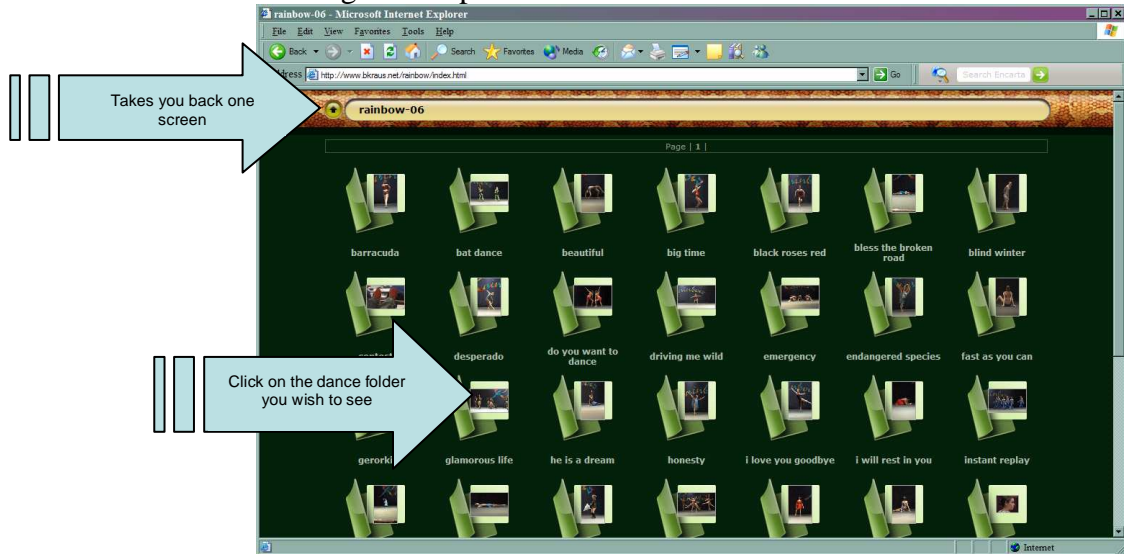 rainbow-06 - Microsoft Internet Explorer
File Edit View Favorites Tools Help
Back Search Favorites Media
http://www.bkraus.net/rainbow/index.html Go Search Encarta
Takes you back one
screen
rainbow-06
Page | 1 |
barracuda bat dance beautiful big time black roses red bless the broken
road blind winter
desperado do you want to
dance driving me wild emergency endangered species fast as you can
Click on the dance folder
you wish to see
glamorous life he is a dream honesty i love you goodbye i will rest in you instant replay
Internet